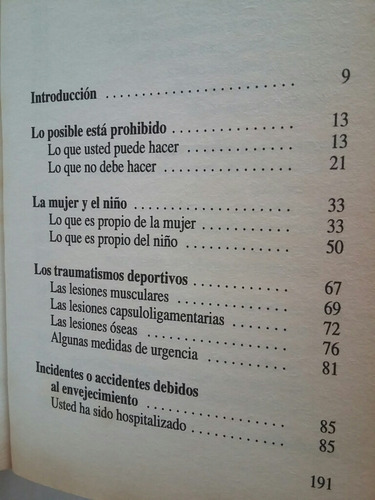 Introducción ........................ 9
Lo posible está prohibido ............... 13
Lo que usted puede hacer ............. 13
Lo que no debe hacer ................ 21
La mujer y el niño ..................... 33
Lo que es propio de la mujer .......... 33
Lo que es propio del niño ............. 50
Los traumatismos deportivos ............. 67
Las lesiones musculares ............... 69
Las lesiones capsuloligamentarias ....... 72
Las lesiones óseas ................... 76
Algunas medidas de urgencia .......... 81
Incidentes o accidentes debidos
al envejecimiento .................... 85
Usted ha sido hospitalizado ............ 85
191